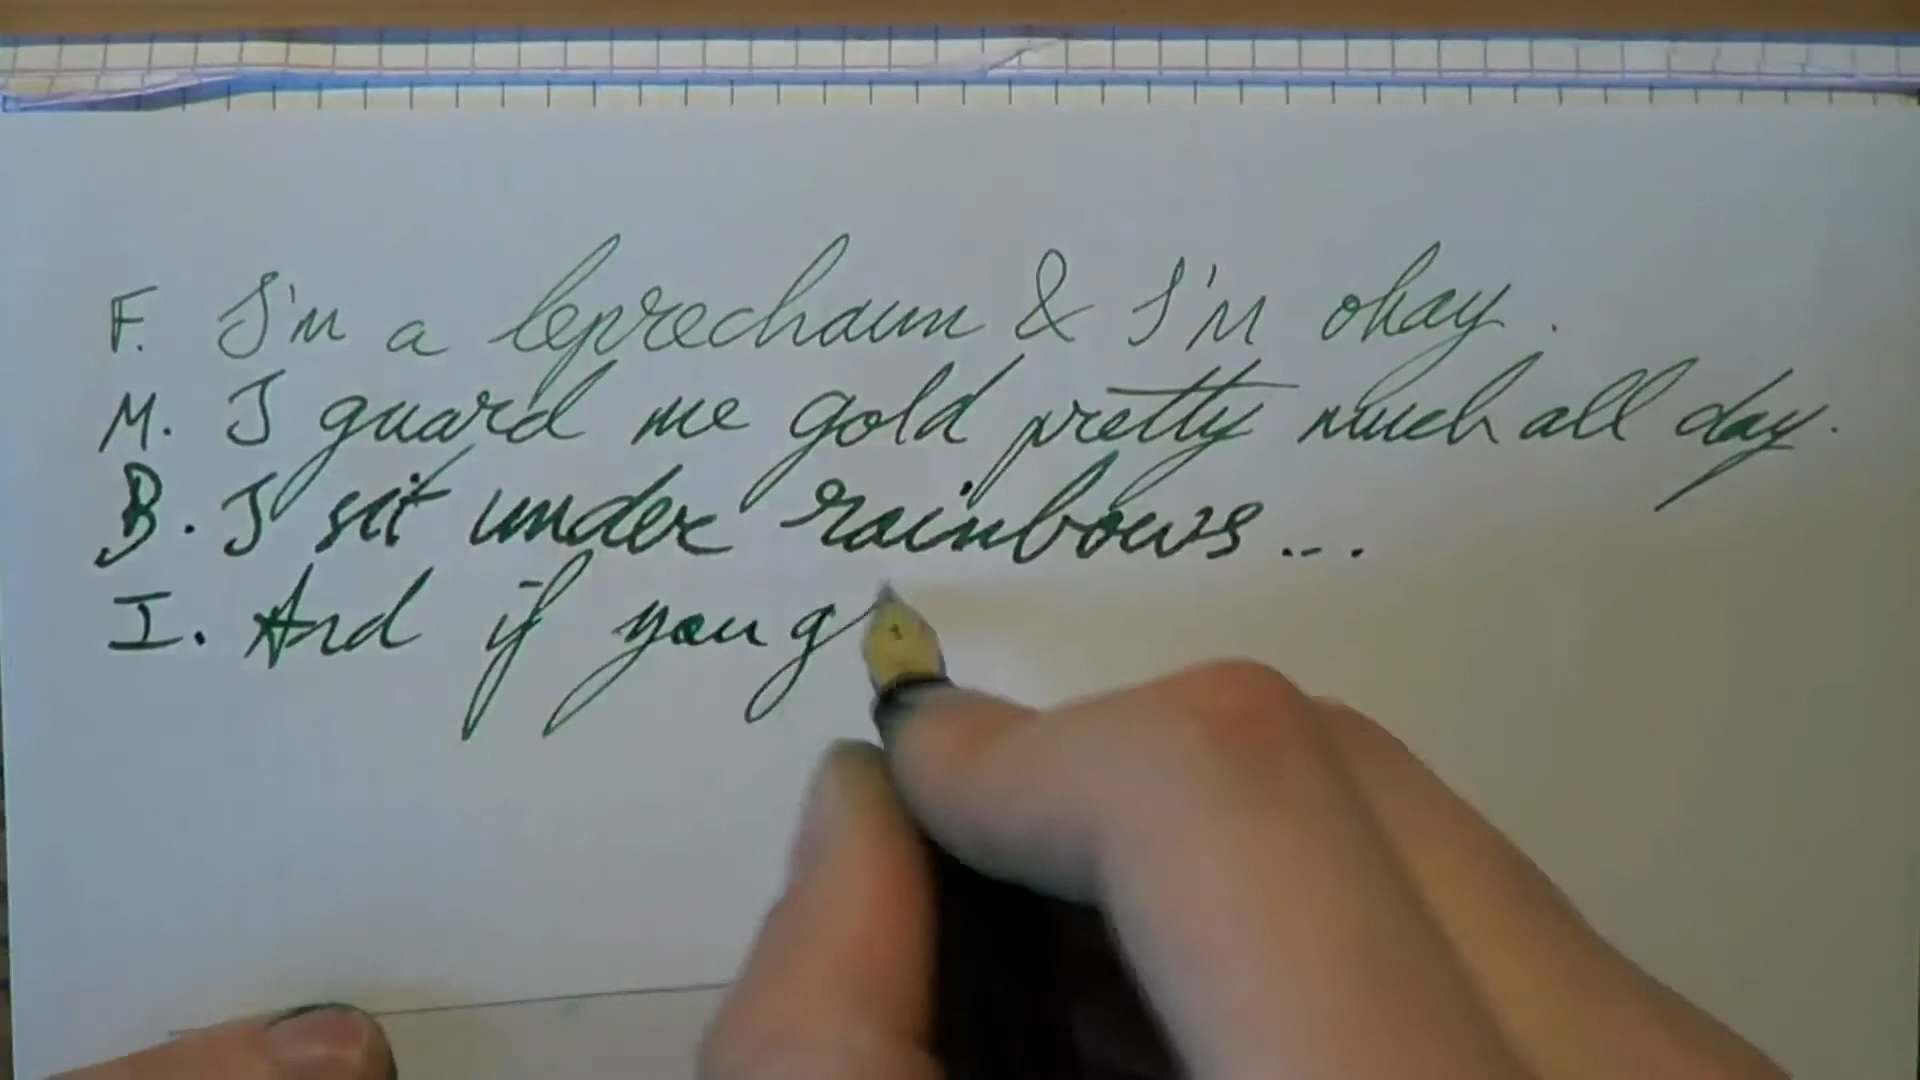 F. I'm a leprechaun & I'm okay.
M. I guard me gold pretty much all day.
B. I sit under rainbows...
I. And if you g